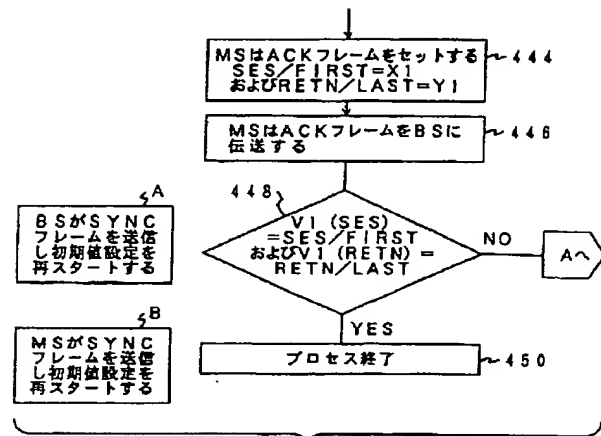 MSはACKフレームをセットする
SES/FIRST=X1
およびRETN/LAST=Y1
444
MSはACKフレームをBSに
伝送する
446
448
V1(SES)
=SES/FIRST
およびV1(RETN)=
RETN/LAST
NO
Aへ
A
BSがSYNC
フレームを送信
し初期値設定を
再スタートする
B
MSがSYNC
フレームを送信
し初期値設定を
再スタートする
YES
プロセス終了
450